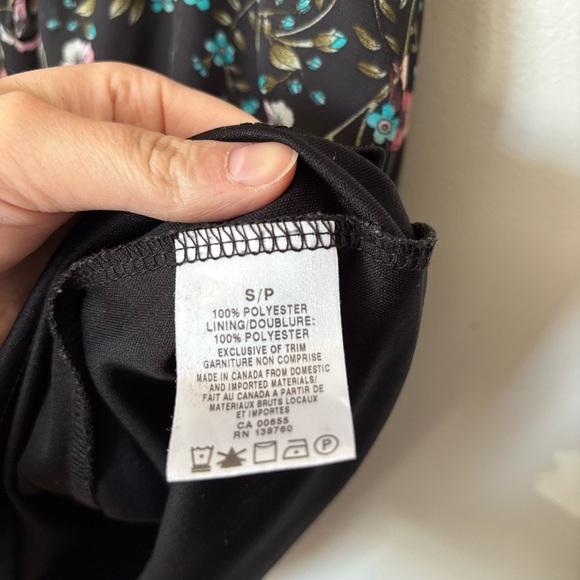 S/P
100% POLYESTER
LINING/DOUBLURE:
100% POLYESTER
EXCLUSIVE OF TRIM
GARNITURE NON COMPRISE
MADE IN CANADA FROM DOMESTIC
AND IMPORTED MATERIALS/
FAIT AU CANADA A PARTIR DE
MATERIAUX BRUTS LOCAUX
ET IMPORTES
CA 00655
RN 138760
P